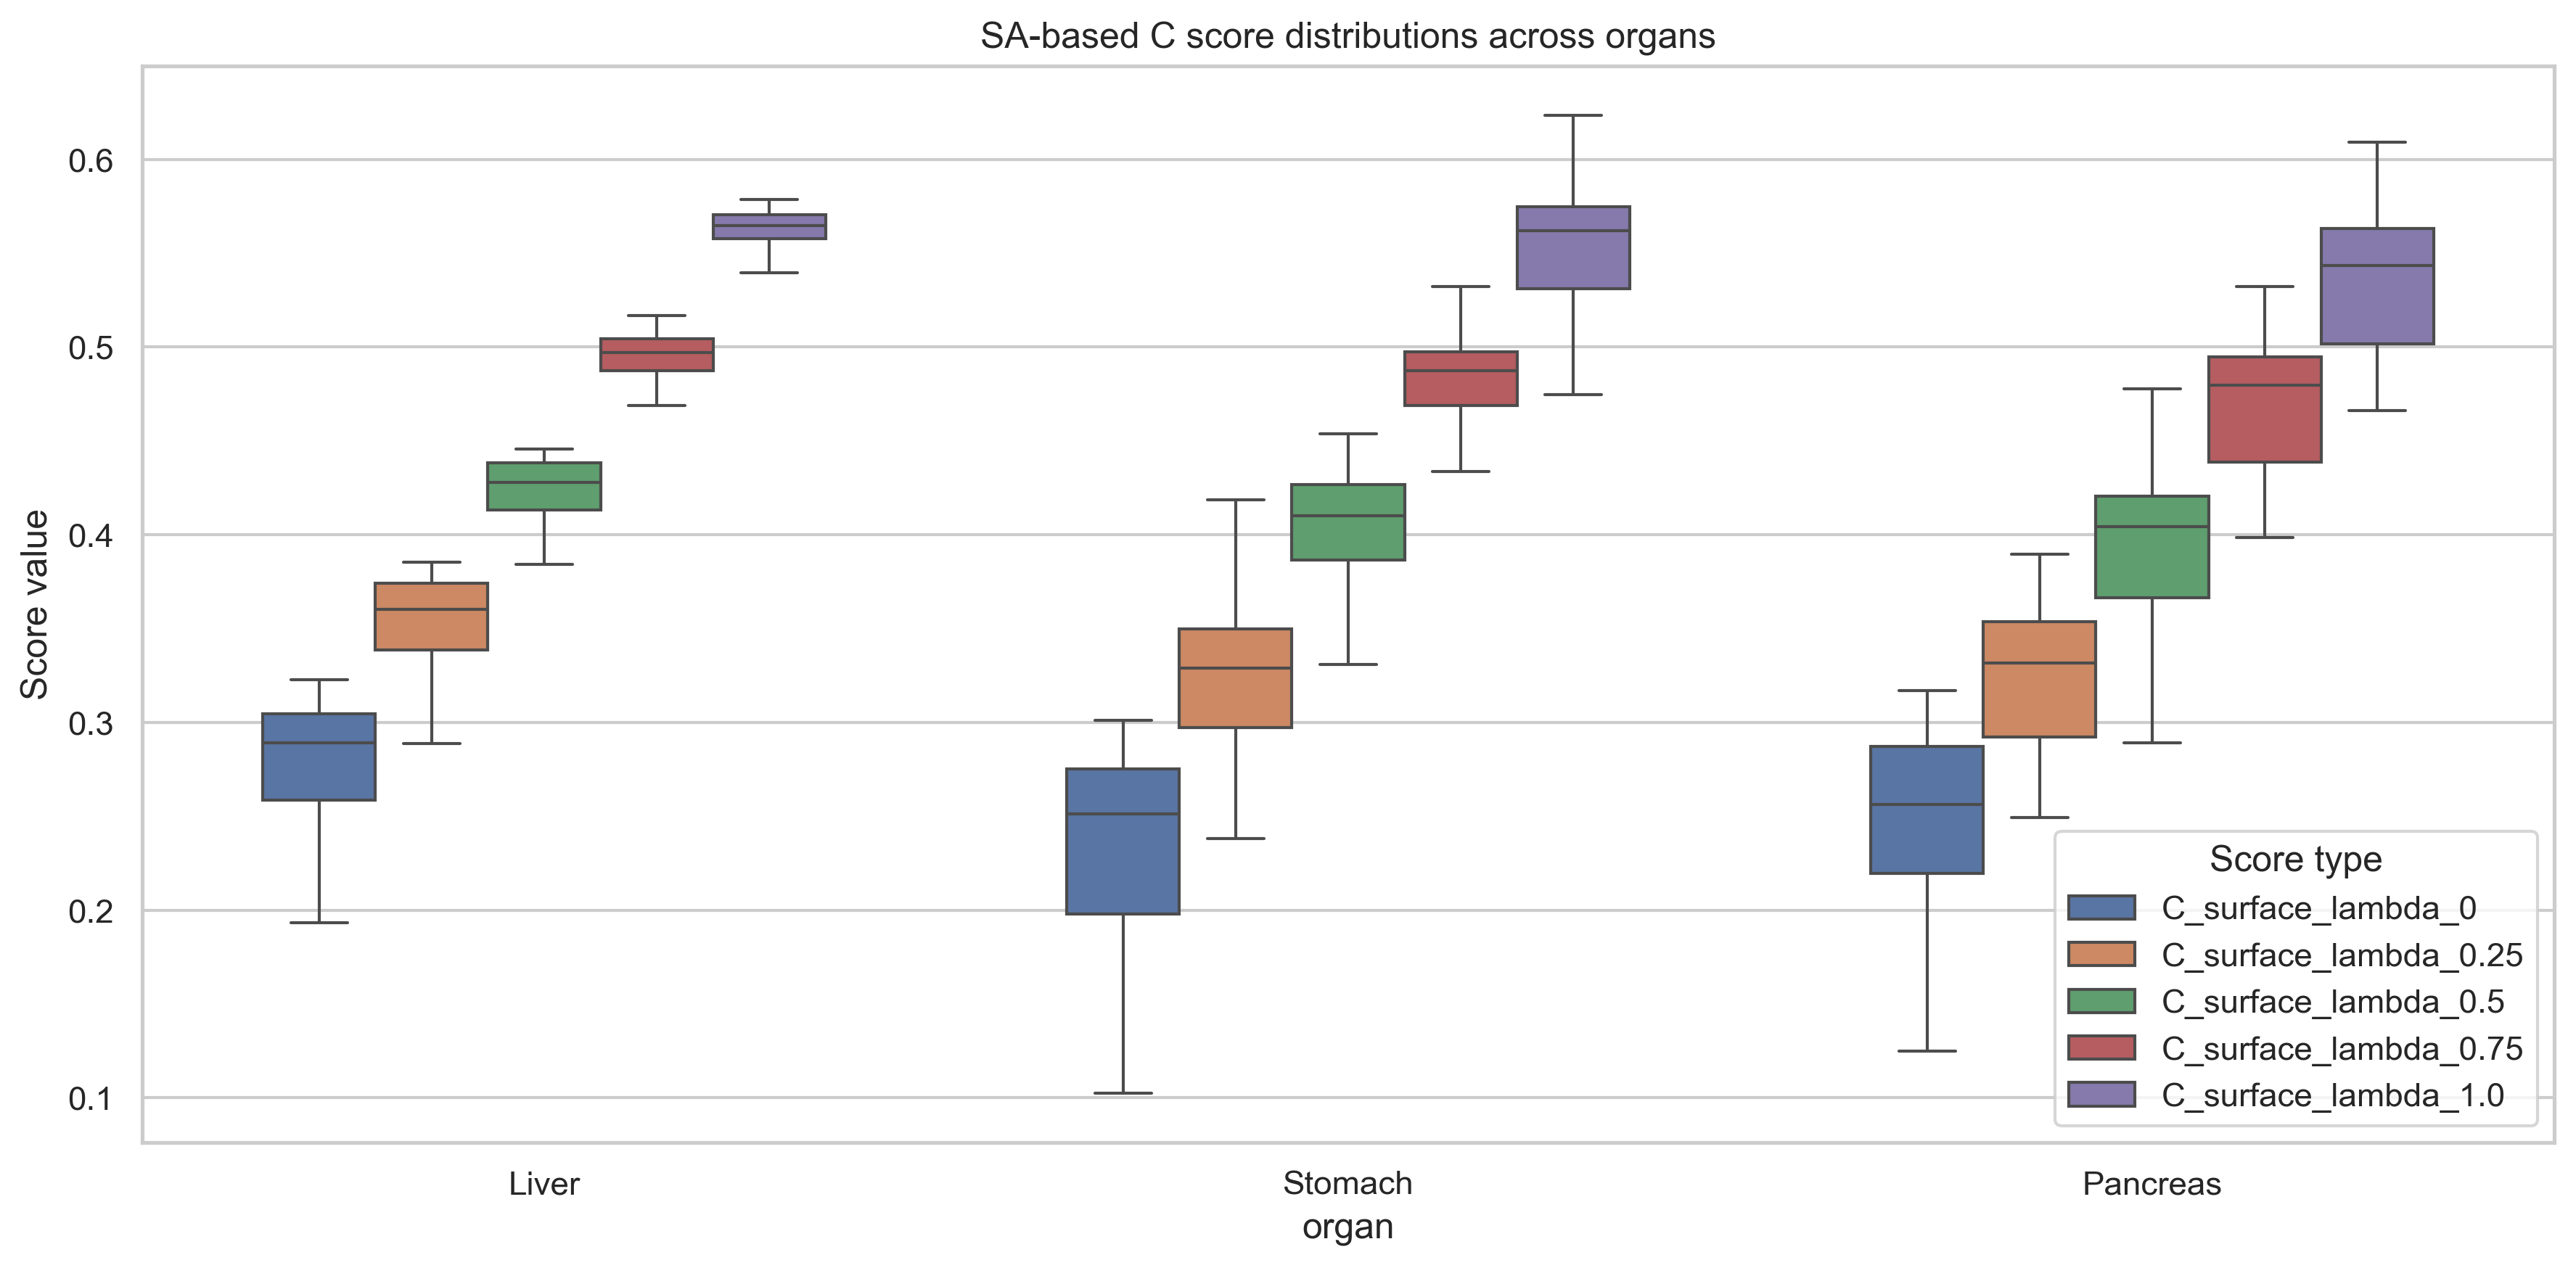 SA-based C score distributions across organs
Score value
0.6
0.5
0.4
0.3
0.2
0.1
Liver
Stomach
Pancreas
organ
Score type
C_surface_lambda_0
C_surface_lambda_0.25
C_surface_lambda_0.5
C_surface_lambda_0.75
C_surface_lambda_1.0